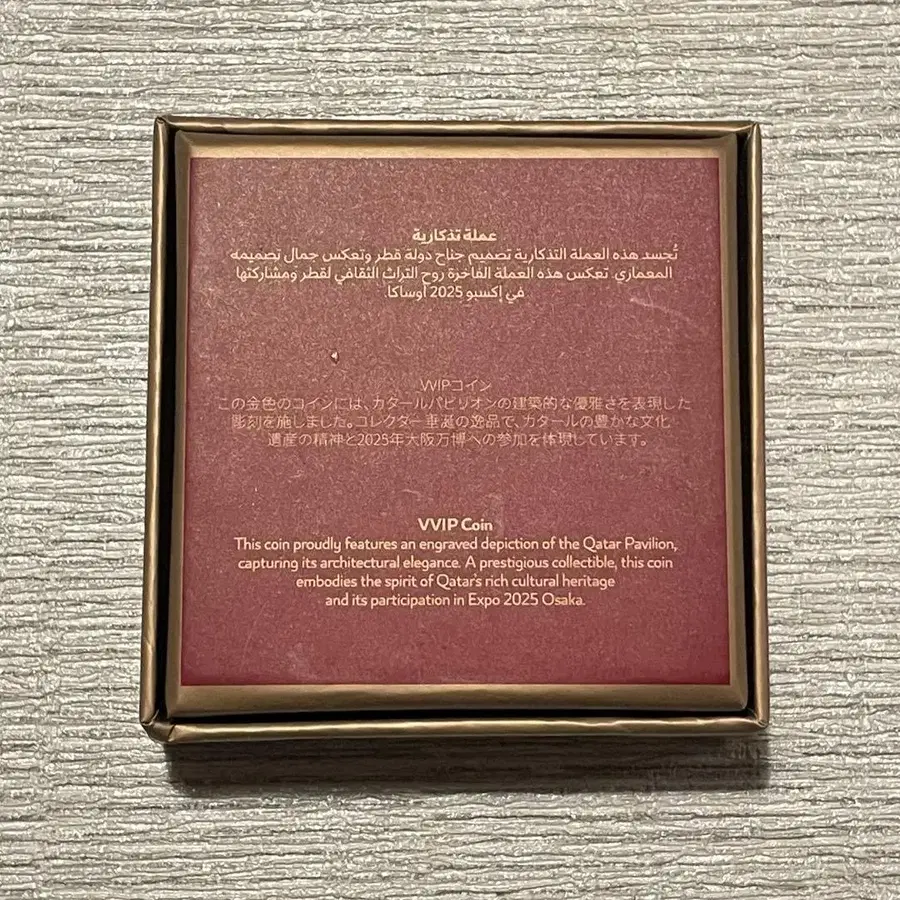 عملة تذكارية
تُجسد هذه العملة التذكارية تصميم جناح دولة قطر وتعكس جمال تصميمه
المعماري. تعكس هذه العملة الفاخرة روح التراث الثقافي لقطر ومشاركتها
في إكسبو 2025 أوساكا.
VVIPコイン
この金色のコインには、カタールパビリオンの建築的な優雅さを表現した
彫刻を施しました。コレクター垂涎の逸品で、カタールの豊かな文化
遺産の精神と2025年大阪万博への参加を体現しています。
VVIP Coin
This coin proudly features an engraved depiction of the Qatar Pavilion,
capturing its architectural elegance. A prestigious collectible, this coin
embodies the spirit of Qatar's rich cultural heritage
and its participation in Expo 2025 Osaka.